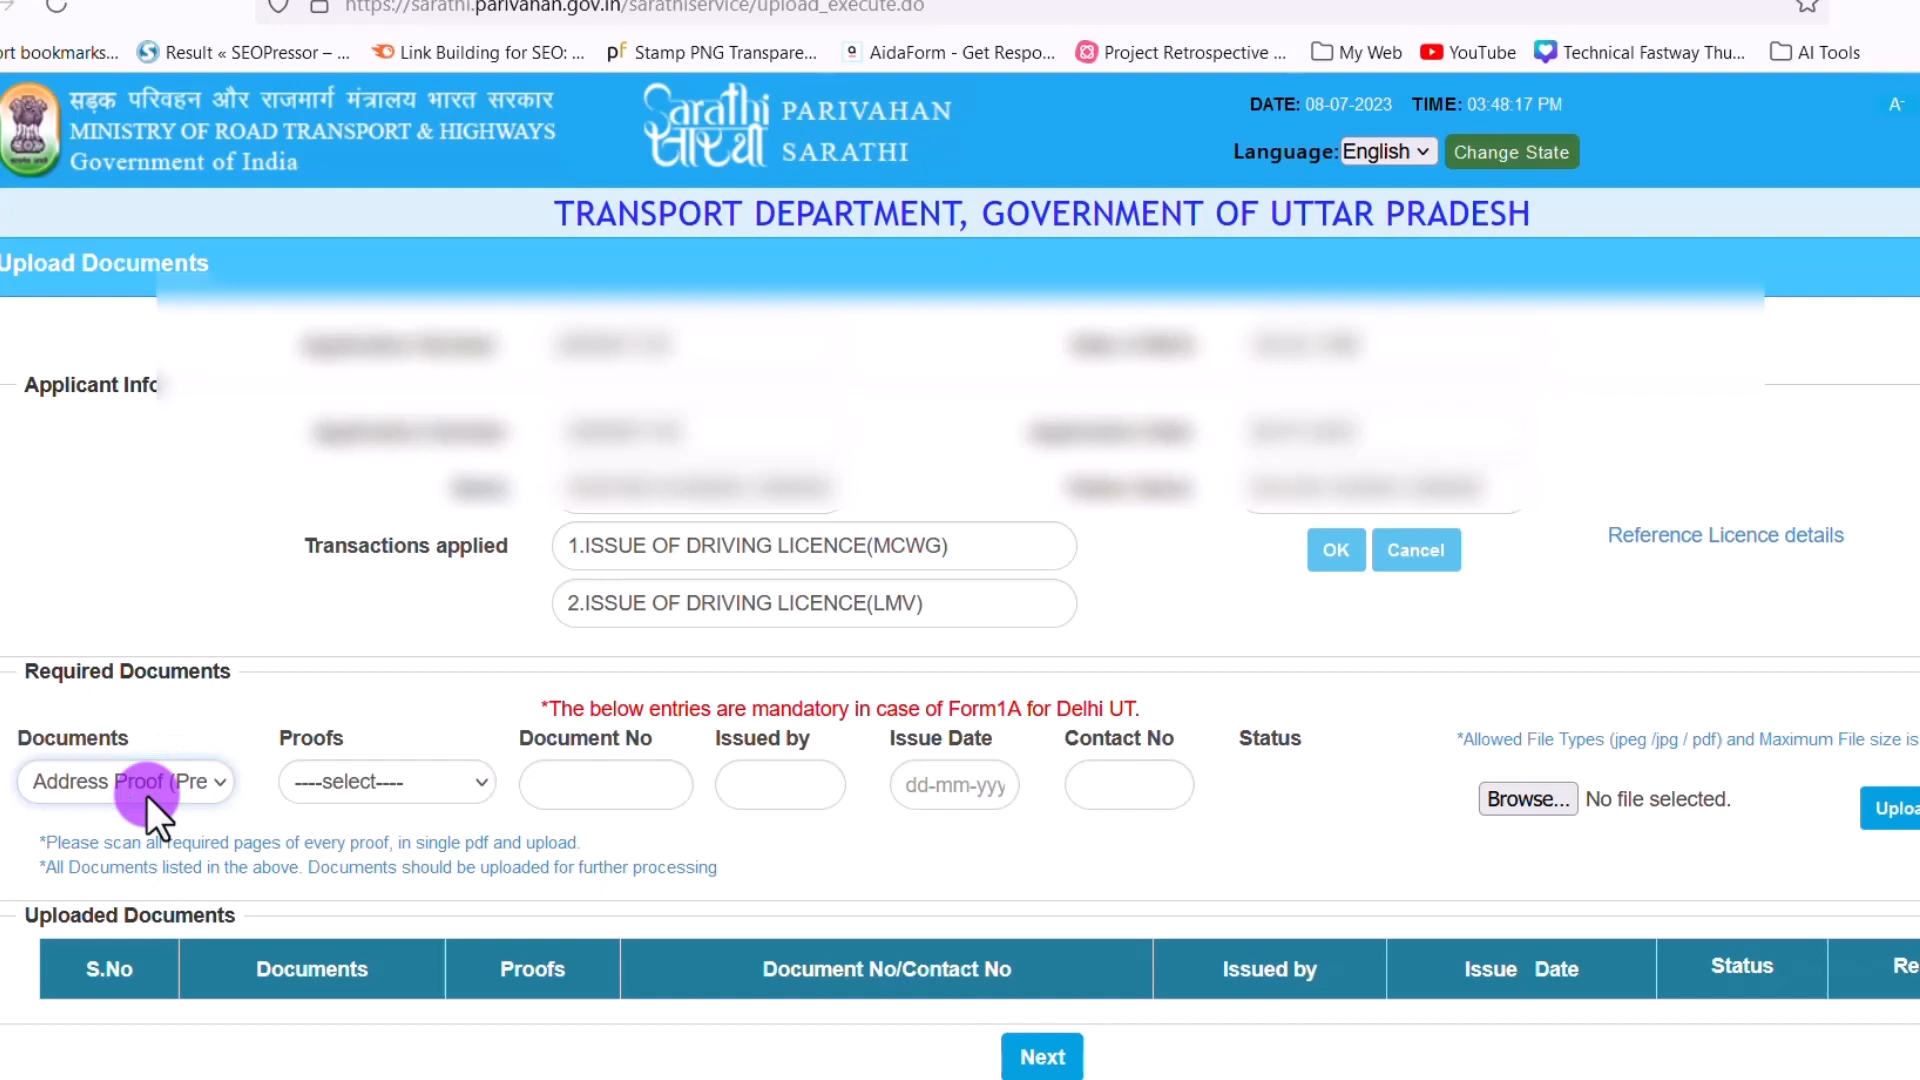 https://sarathi.parivahan.gov.in/sarathiservice/upload_execute.do
ort bookmarks... Result « SEOPressor – ... Link Building for SEO: ... pf Stamp PNG Transpare... AidaForm - Get Respo... Project Retrospective ... My Web YouTube Technical Fastway Thu... AI Tools
सड़क परिवहन और राजमार्ग मंत्रालय भारत सरकार
MINISTRY OF ROAD TRANSPORT & HIGHWAYS
Government of India
Sarathi
सारथी
PARIVAHAN
SARATHI
DATE: 08-07-2023 TIME: 03:48:17 PM
A-
Language: English Change State
TRANSPORT DEPARTMENT, GOVERNMENT OF UTTAR PRADESH
Upload Documents
Applicant Info
Transactions applied 1.ISSUE OF DRIVING LICENCE(MCWG) OK Cancel Reference Licence details
2.ISSUE OF DRIVING LICENCE(LMV)
Required Documents
*The below entries are mandatory in case of Form1A for Delhi UT.
Documents Proofs Document No Issued by Issue Date Contact No Status *Allowed File Types (jpeg /jpg / pdf) and Maximum File size is
Address Proof (Pre ----select---- dd-mm-yyy Browse... No file selected. Uploa
*Please scan all required pages of every proof, in single pdf and upload.
*All Documents listed in the above. Documents should be uploaded for further processing
Uploaded Documents
S.No Documents Proofs Document No/Contact No Issued by Issue Date Status Re
Next